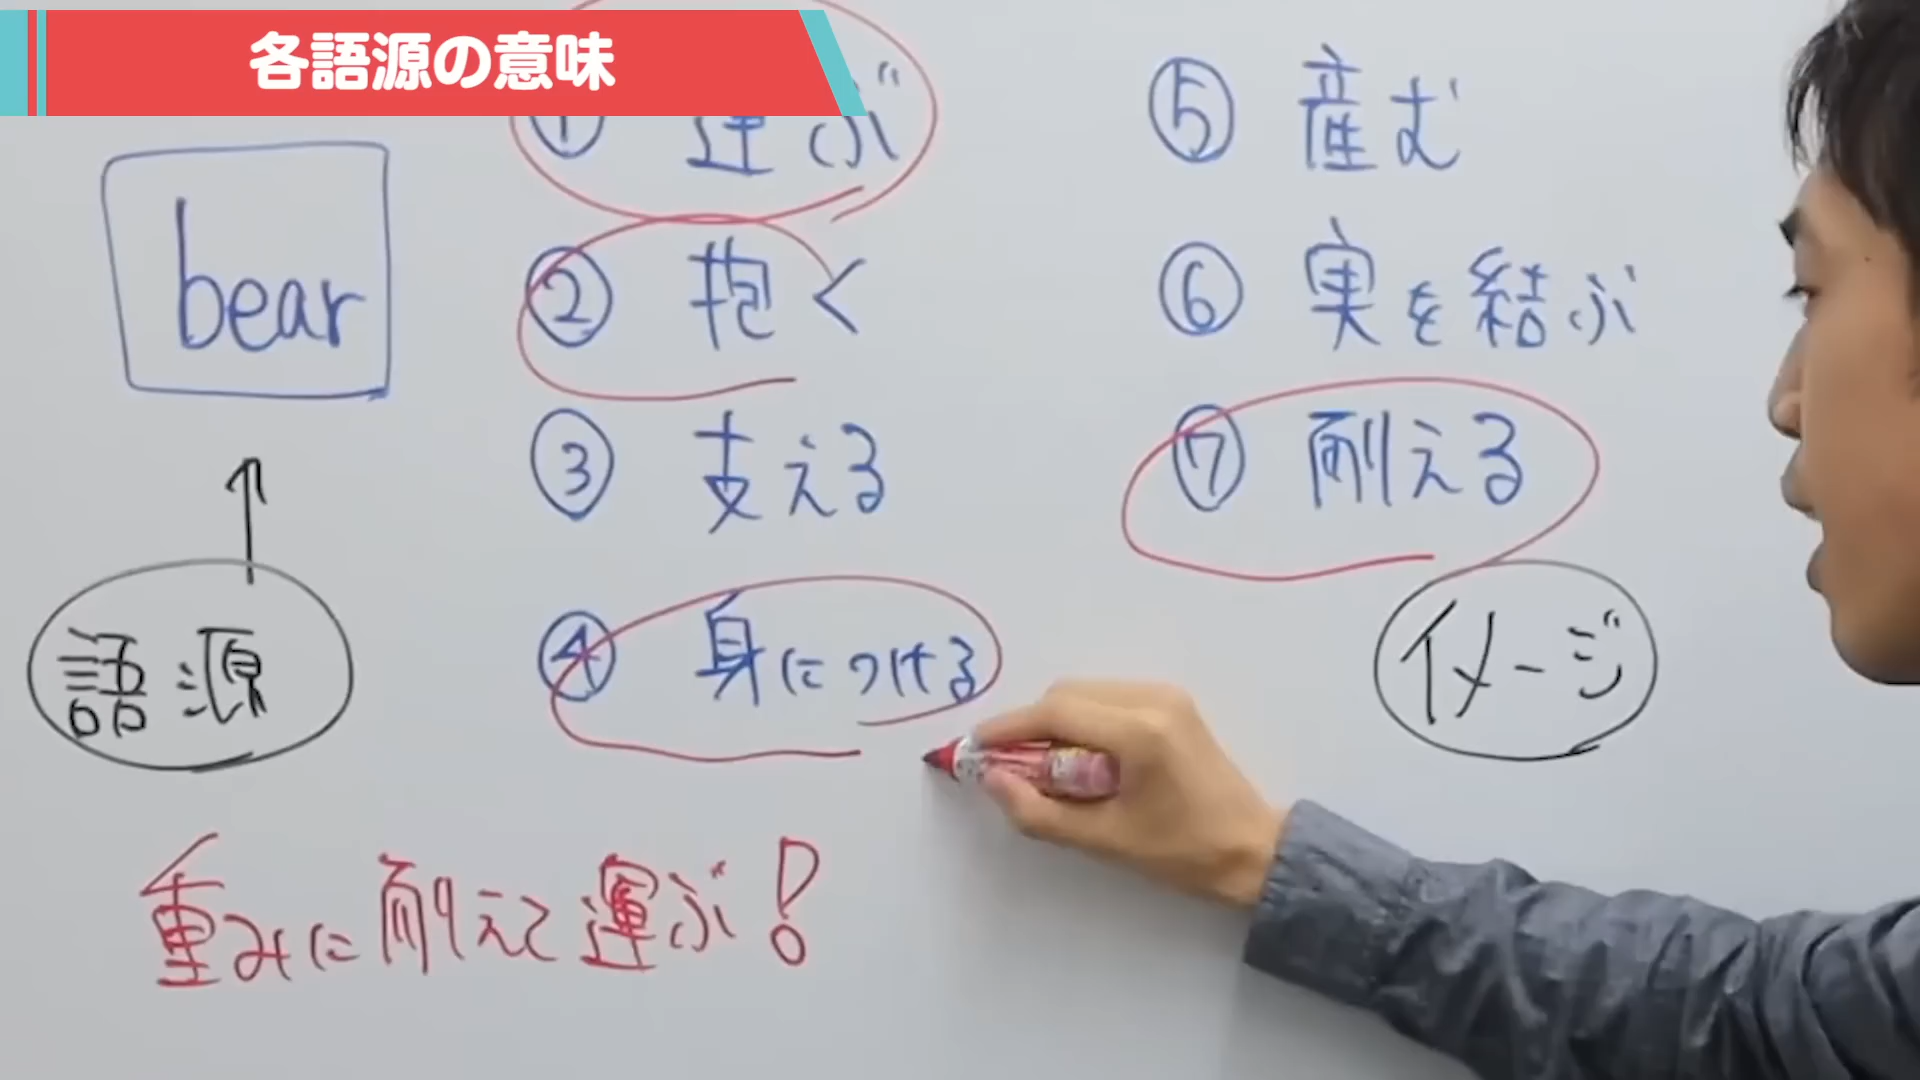 各語源の意味
bear
語源
① 運ぶ
② 抱く
③ 支える
④ 身につける
⑤ 産む
⑥ 実を結ぶ
⑦ 耐える
イメージ
重みに耐えて運ぶ!